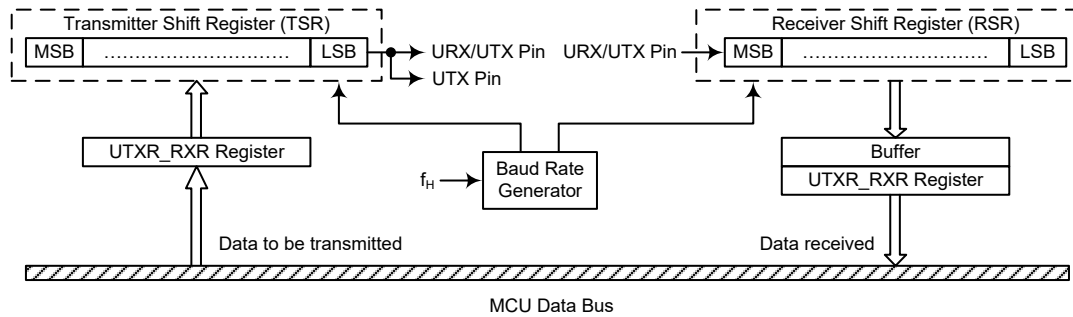 Transmitter Shift Register (TSR)
MSB
…………………………
LSB
URX/UTX Pin
UTX Pin
URX/UTX Pin
Receiver Shift Register (RSR)
MSB
…………………………
LSB
UTXR_RXR Register
fH
Baud Rate
Generator
Buffer
UTXR_RXR Register
Data to be transmitted
Data received
MCU Data Bus